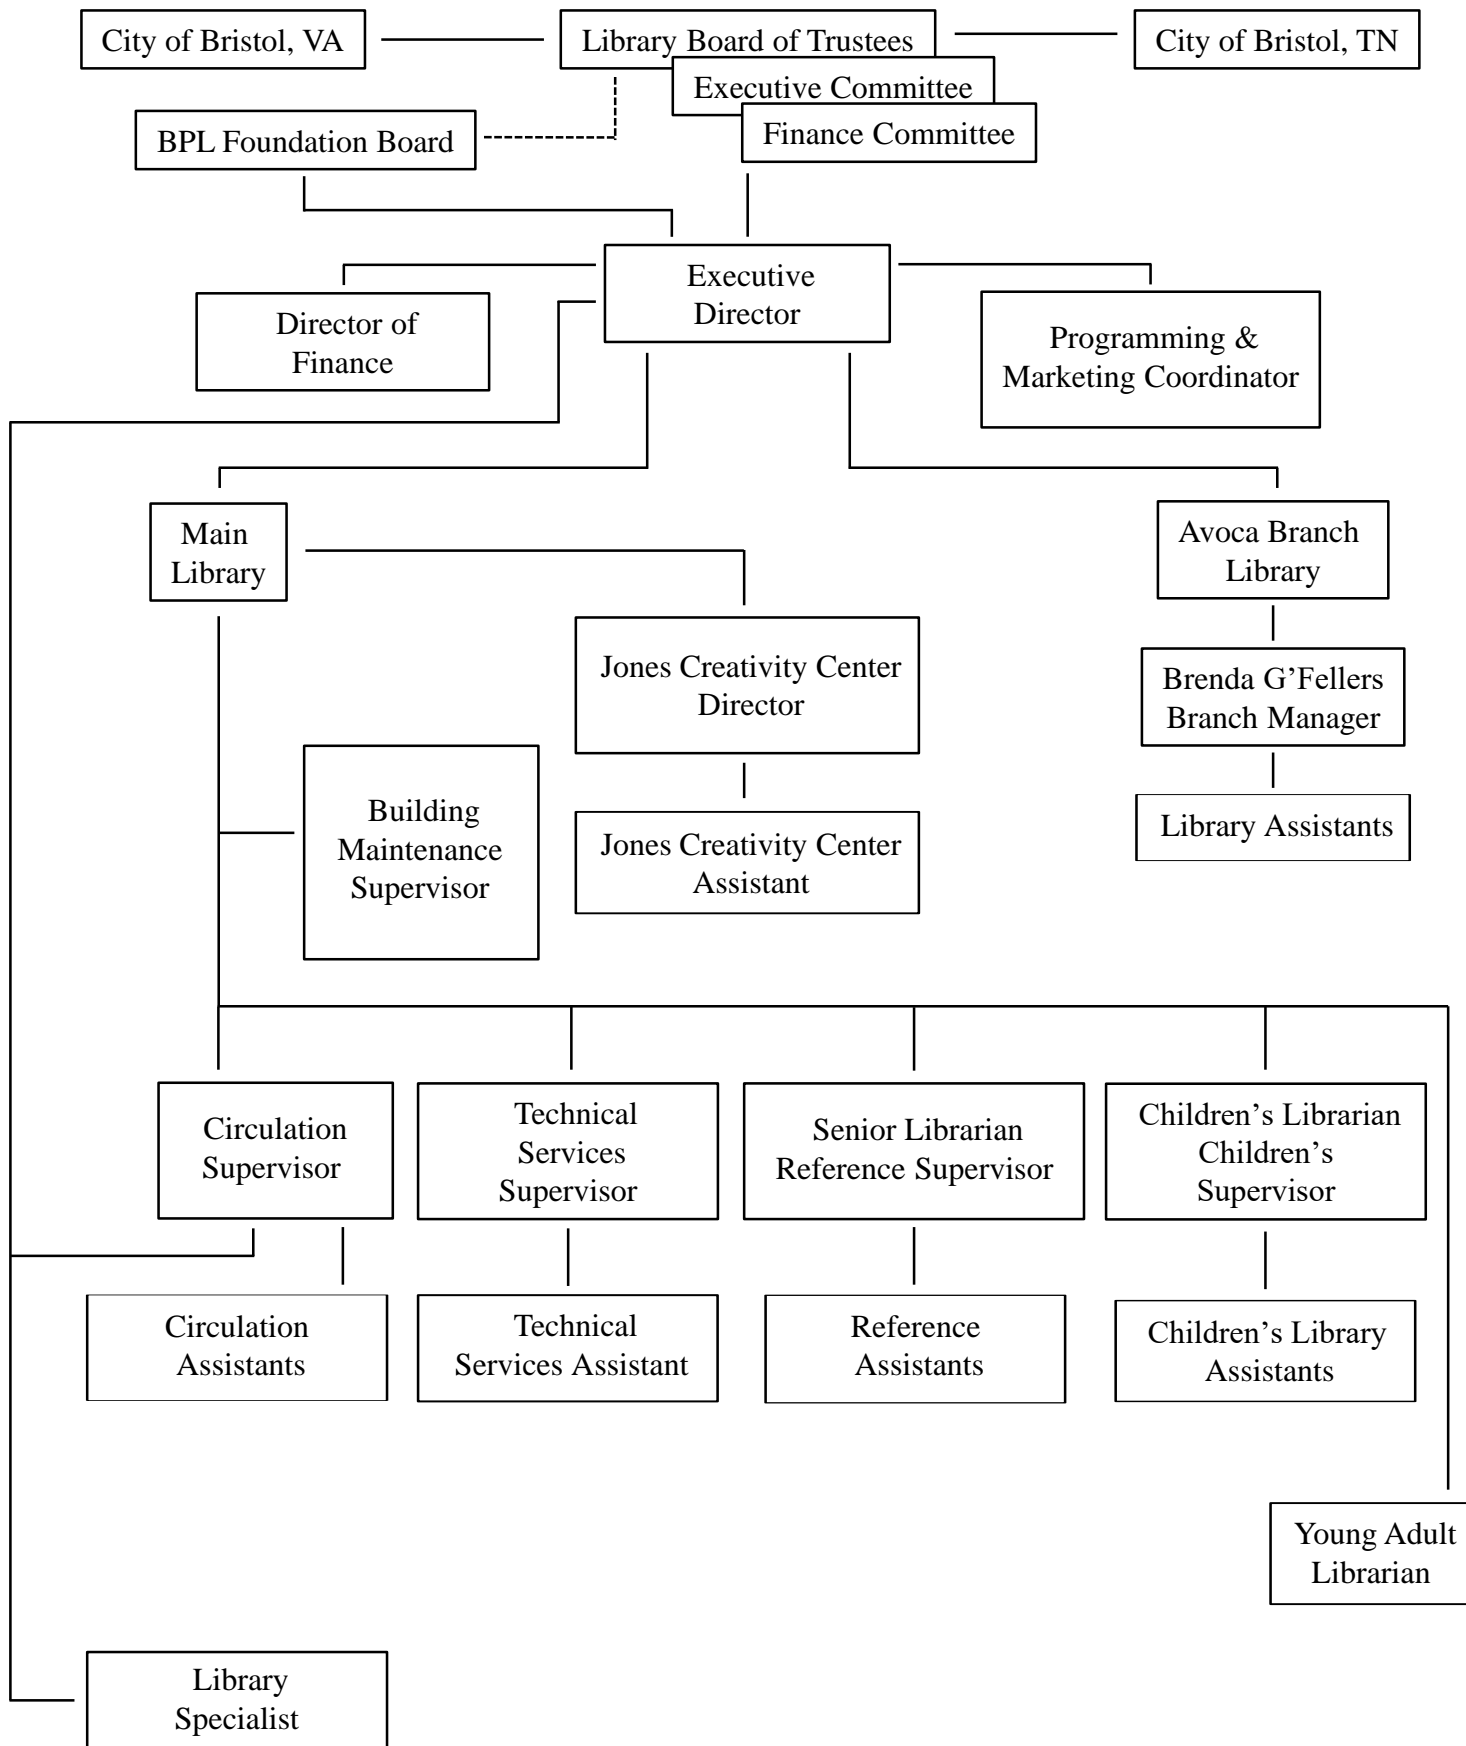 City of Bristol, VA
Library Board of Trustees
City of Bristol, TN
Executive Committee
Finance Committee
BPL Foundation Board
Executive
Director
Director of
Finance
Programming &
Marketing Coordinator
Main
Library
Avoca Branch
Library
Jones Creativity Center
Director
Brenda G’Fellers
Branch Manager
Building
Maintenance
Supervisor
Jones Creativity Center
Assistant
Library Assistants
Circulation
Supervisor
Technical
Services
Supervisor
Senior Librarian
Reference Supervisor
Children’s Librarian
Children’s
Supervisor
Circulation
Assistants
Technical
Services Assistant
Reference
Assistants
Children’s Library
Assistants
Young Adult
Librarian
Library
Specialist